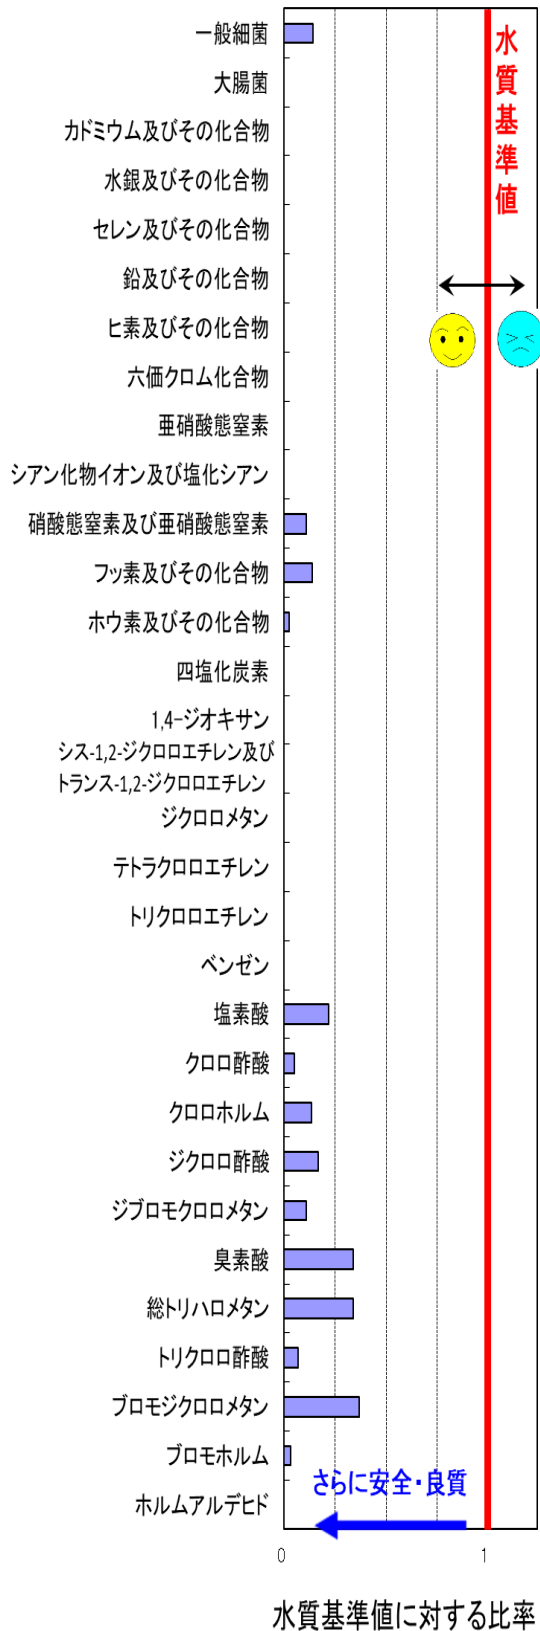 一般細菌
大腸菌
カドミウム及びその化合物
水銀及びその化合物
セレン及びその化合物
鉛及びその化合物
ヒ素及びその化合物
六価クロム化合物
亜硝酸態窒素
シアン化物イオン及び塩化シアン
硝酸態窒素及び亜硝酸態窒素
フッ素及びその化合物
ホウ素及びその化合物
四塩化炭素
1,4-ジオキサン
シス-1,2-ジクロロエチレン及び
トランス-1,2-ジクロロエチレン
ジクロロメタン
テトラクロロエチレン
トリクロロエチレン
ベンゼン
塩素酸
クロロ酢酸
クロロホルム
ジクロロ酢酸
ジブロモクロロメタン
臭素酸
総トリハロメタン
トリクロロ酢酸
ブロモジクロロメタン
ブロモホルム
ホルムアルデヒド
水質基準値
さらに安全・良質
0
1
水質基準値に対する比率